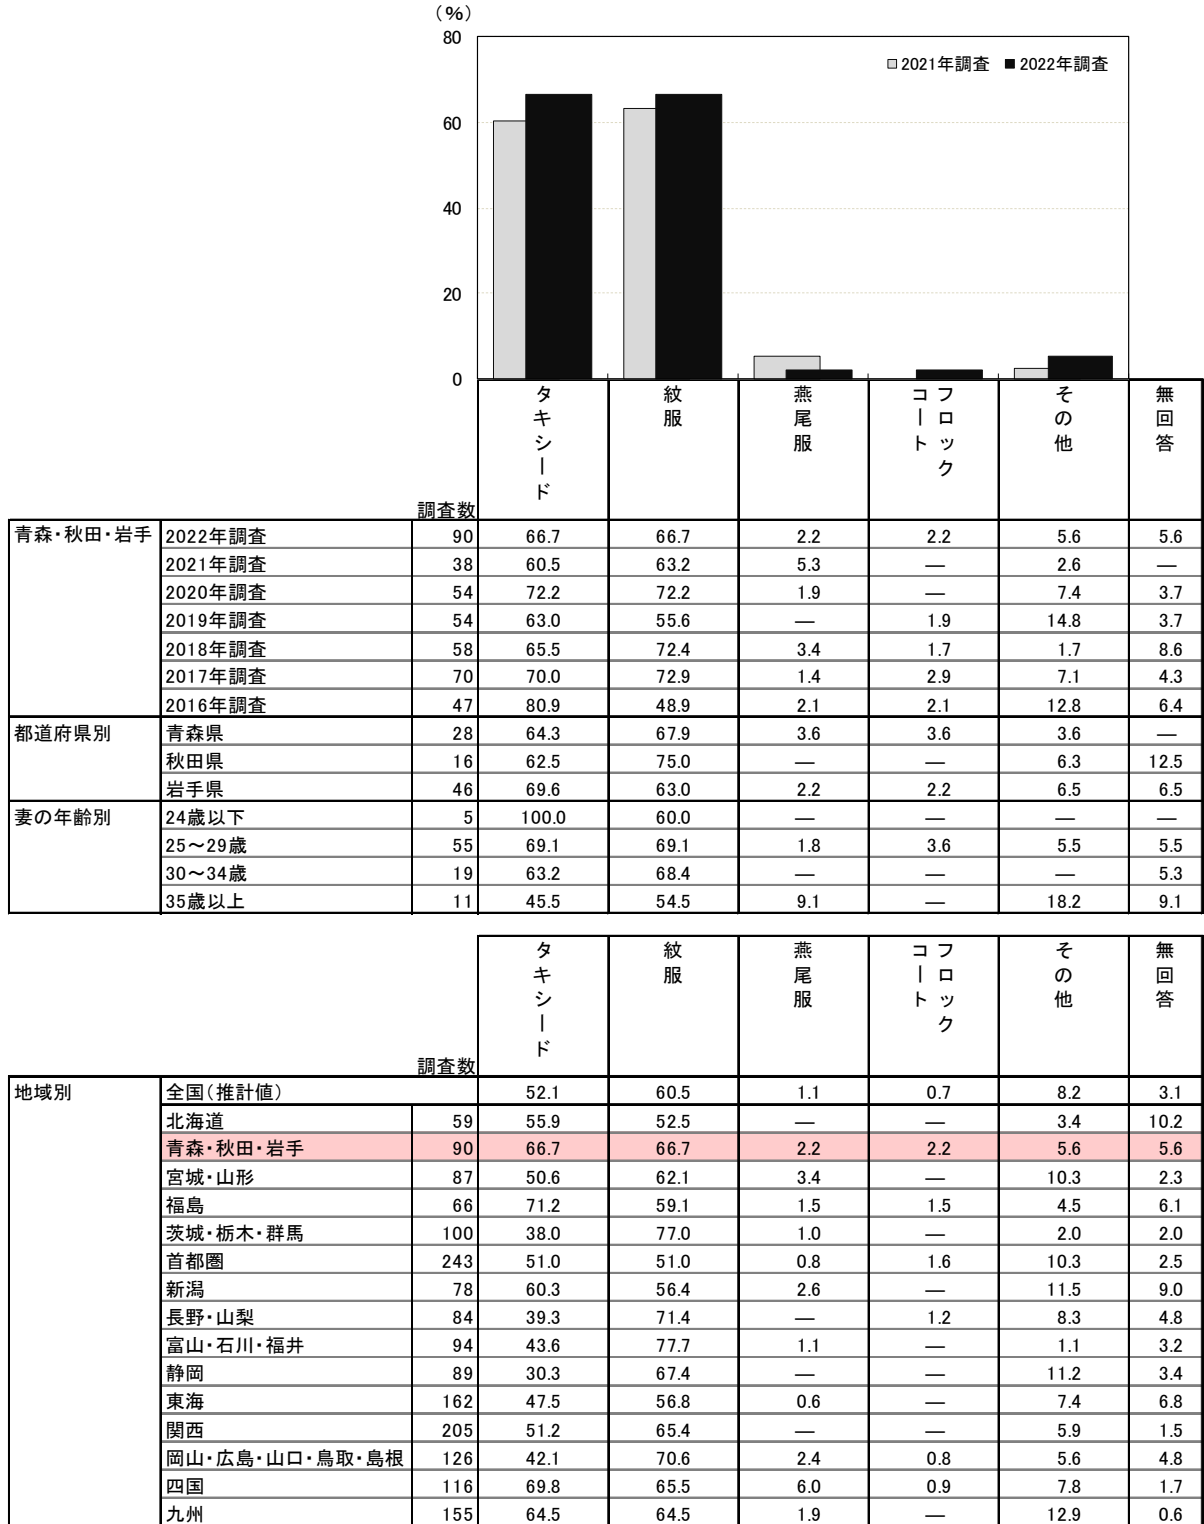 （%）
80
□2021年調査 ■2022年調査
60
40
20
0
調査数 タキシード 紋服 燕尾服 フロックコート その他 無回答
青森・秋田・岩手 2022年調査 90 66.7 66.7 2.2 2.2 5.6 5.6
2021年調査 38 60.5 63.2 5.3 — 2.6 —
2020年調査 54 72.2 72.2 1.9 — 7.4 3.7
2019年調査 54 63.0 55.6 — 1.9 14.8 3.7
2018年調査 58 65.5 72.4 3.4 1.7 1.7 8.6
2017年調査 70 70.0 72.9 1.4 2.9 7.1 4.3
2016年調査 47 80.9 48.9 2.1 2.1 12.8 6.4
都道府県別 青森県 28 64.3 67.9 3.6 3.6 3.6 —
秋田県 16 62.5 75.0 — — 6.3 12.5
岩手県 46 69.6 63.0 2.2 2.2 6.5 6.5
妻の年齢別 24歳以下 5 100.0 60.0 — — — —
25～29歳 55 69.1 69.1 1.8 3.6 5.5 5.5
30～34歳 19 63.2 68.4 — — — 5.3
35歳以上 11 45.5 54.5 9.1 — 18.2 9.1
調査数 タキシード 紋服 燕尾服 フロックコート その他 無回答
地域別 全国（推計値） 52.1 60.5 1.1 0.7 8.2 3.1
北海道 59 55.9 52.5 — — 3.4 10.2
青森・秋田・岩手 90 66.7 66.7 2.2 2.2 5.6 5.6
宮城・山形 87 50.6 62.1 3.4 — 10.3 2.3
福島 66 71.2 59.1 1.5 1.5 4.5 6.1
茨城・栃木・群馬 100 38.0 77.0 1.0 — 2.0 2.0
首都圏 243 51.0 51.0 0.8 1.6 10.3 2.5
新潟 78 60.3 56.4 2.6 — 11.5 9.0
長野・山梨 84 39.3 71.4 — 1.2 8.3 4.8
富山・石川・福井 94 43.6 77.7 1.1 — 1.1 3.2
静岡 89 30.3 67.4 — — 11.2 3.4
東海 162 47.5 56.8 0.6 — 7.4 6.8
関西 205 51.2 65.4 — — 5.9 1.5
岡山・広島・山口・鳥取・島根 126 42.1 70.6 2.4 0.8 5.6 4.8
四国 116 69.8 65.5 6.0 0.9 7.8 1.7
九州 155 64.5 64.5 1.9 — 12.9 0.6